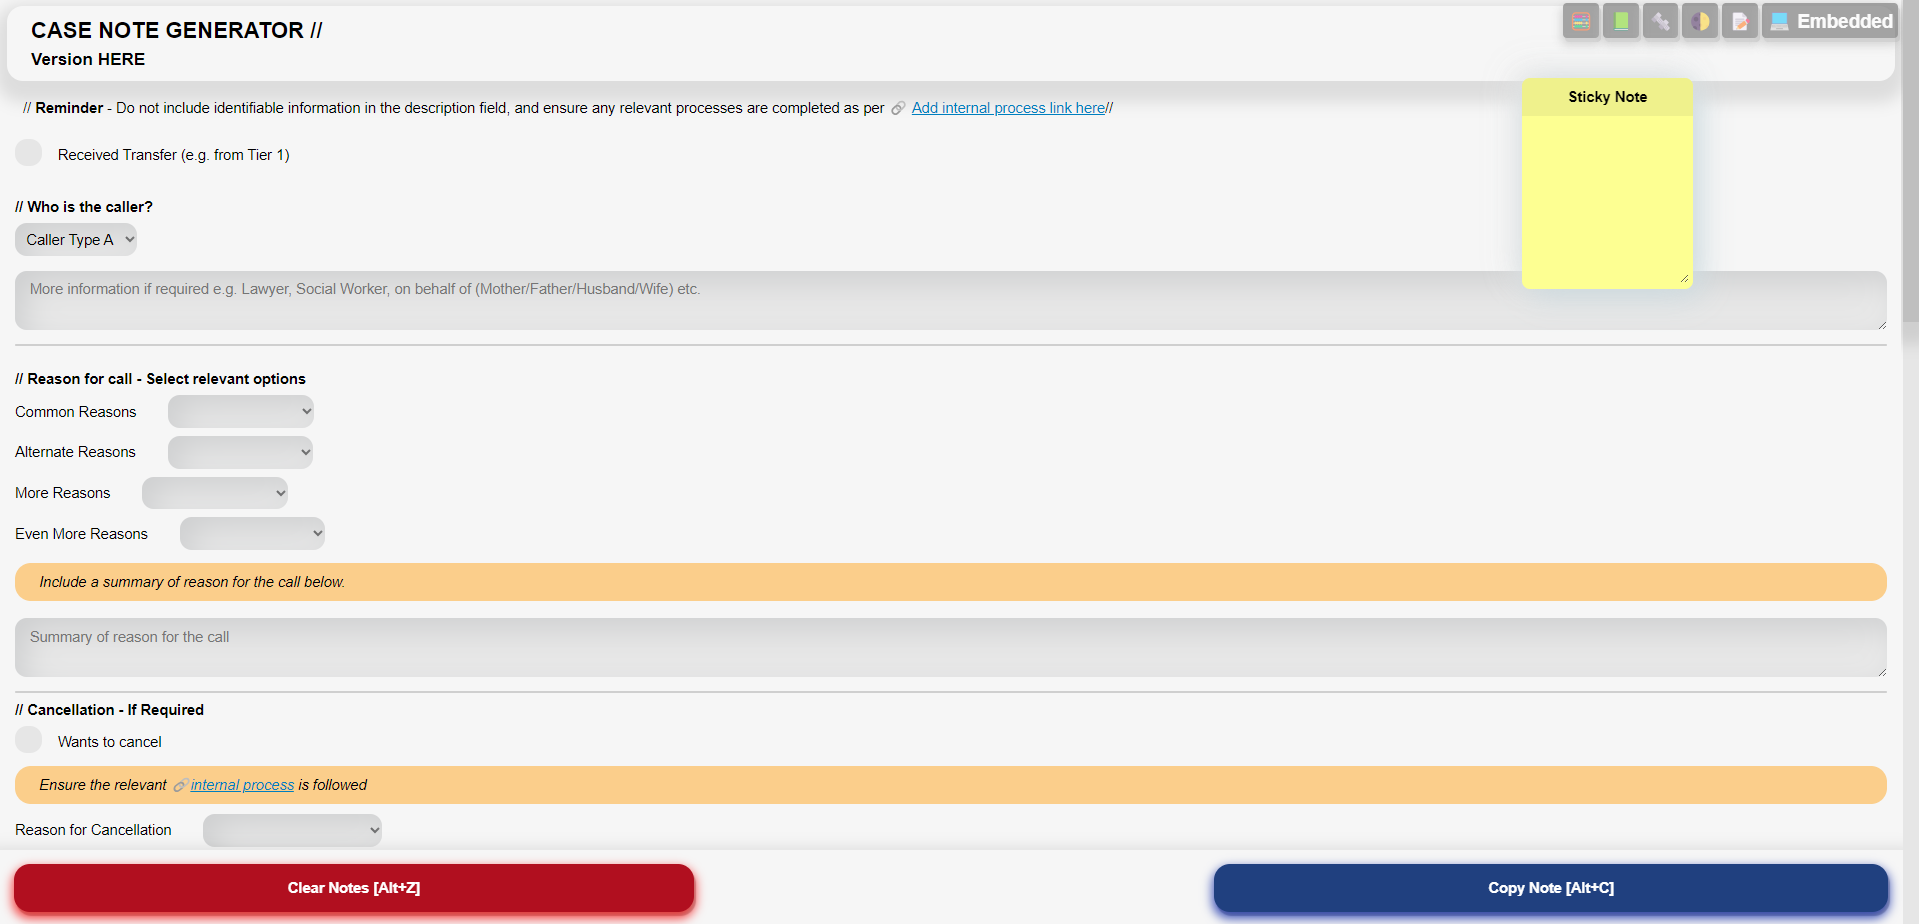 CASE NOTE GENERATOR //
Embedded
Version HERE
// Reminder - Do not include identifiable information in the description field, and ensure any relevant processes are completed as per Add internal process link here//
Sticky Note
Received Transfer (e.g. from Tier 1)
// Who is the caller?
Caller Type A
More information if required e.g. Lawyer, Social Worker, on behalf of (Mother/Father/Husband/Wife) etc.
// Reason for call - Select relevant options
Common Reasons
Alternate Reasons
More Reasons
Even More Reasons
Include a summary of reason for the call below.
Summary of reason for the call
// Cancellation - If Required
Wants to cancel
Ensure the relevant internal process is followed
Reason for Cancellation
Clear Notes [Alt+Z]
Copy Note [Alt+C]